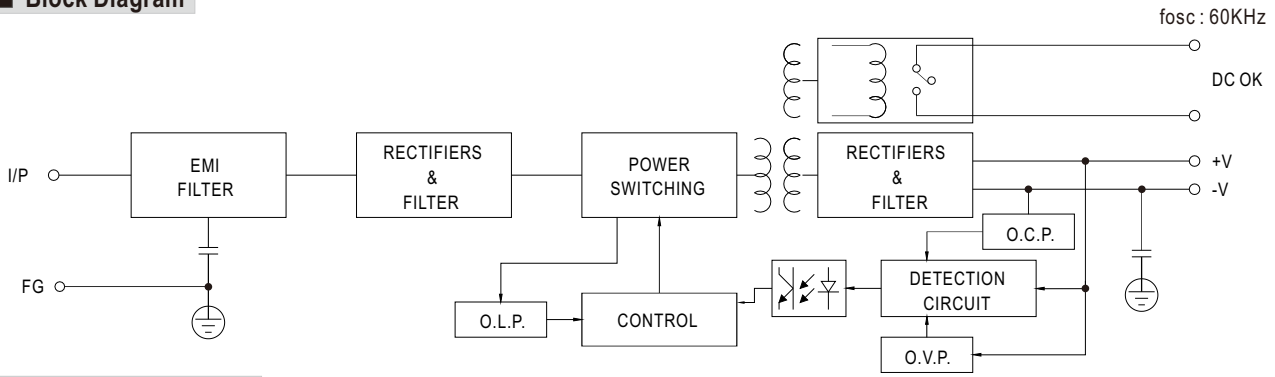 ■ Block Diagram
fosc : 60KHz
DC OK
I/P
EMI
FILTER
RECTIFIERS
&
FILTER
POWER
SWITCHING
RECTIFIERS
&
FILTER
+V
-V
O.C.P.
FG
O.L.P.
CONTROL
DETECTION
CIRCUIT
O.V.P.